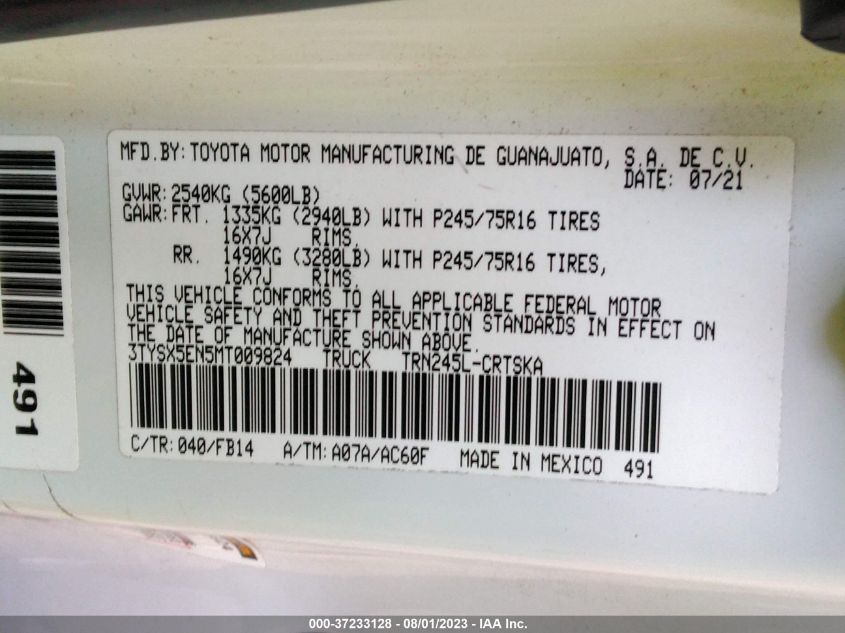 MFD.BY: TOYOTA MOTOR MANUFACTURING DE GUANAJUATO, S.A. DE C.V.
DATE: 07/21
GVWR: 2540KG (5600LB)
GAWR: FRT. 1335KG (2940LB) WITH P245/75R16 TIRES
16X7J RIMS,
RR. 1490KG (3280LB) WITH P245/75R16 TIRES,
16X7J RIMS.
THIS VEHICLE CONFORMS TO ALL APPLICABLE FEDERAL MOTOR
VEHICLE SAFETY AND THEFT PREVENTION STANDARDS IN EFFECT ON
THE DATE OF MANUFACTURE SHOWN ABOVE.
3TYSX5EN5MT009824 TRUCK TRN245L-CRTSKA
C/TR: 040/FB14 A/TM: A07A/AC60F MADE IN MEXICO 491
491
000-37233128 - 08/01/2023 - IAA Inc.